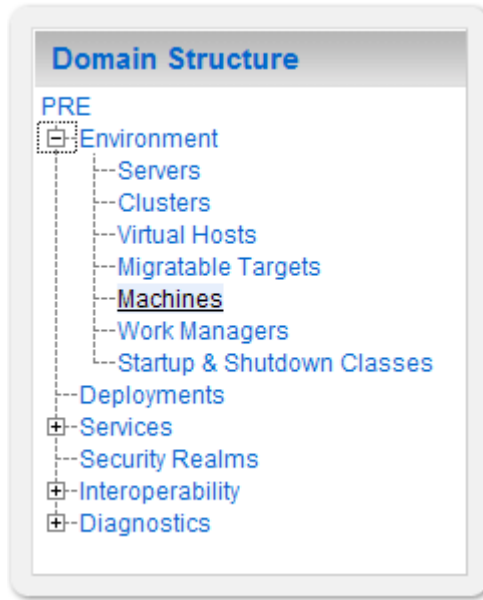 Domain Structure
PRE
Environment
Servers
Clusters
Virtual Hosts
Migratable Targets
Machines
Work Managers
Startup & Shutdown Classes
Deployments
Services
Security Realms
Interoperability
Diagnostics